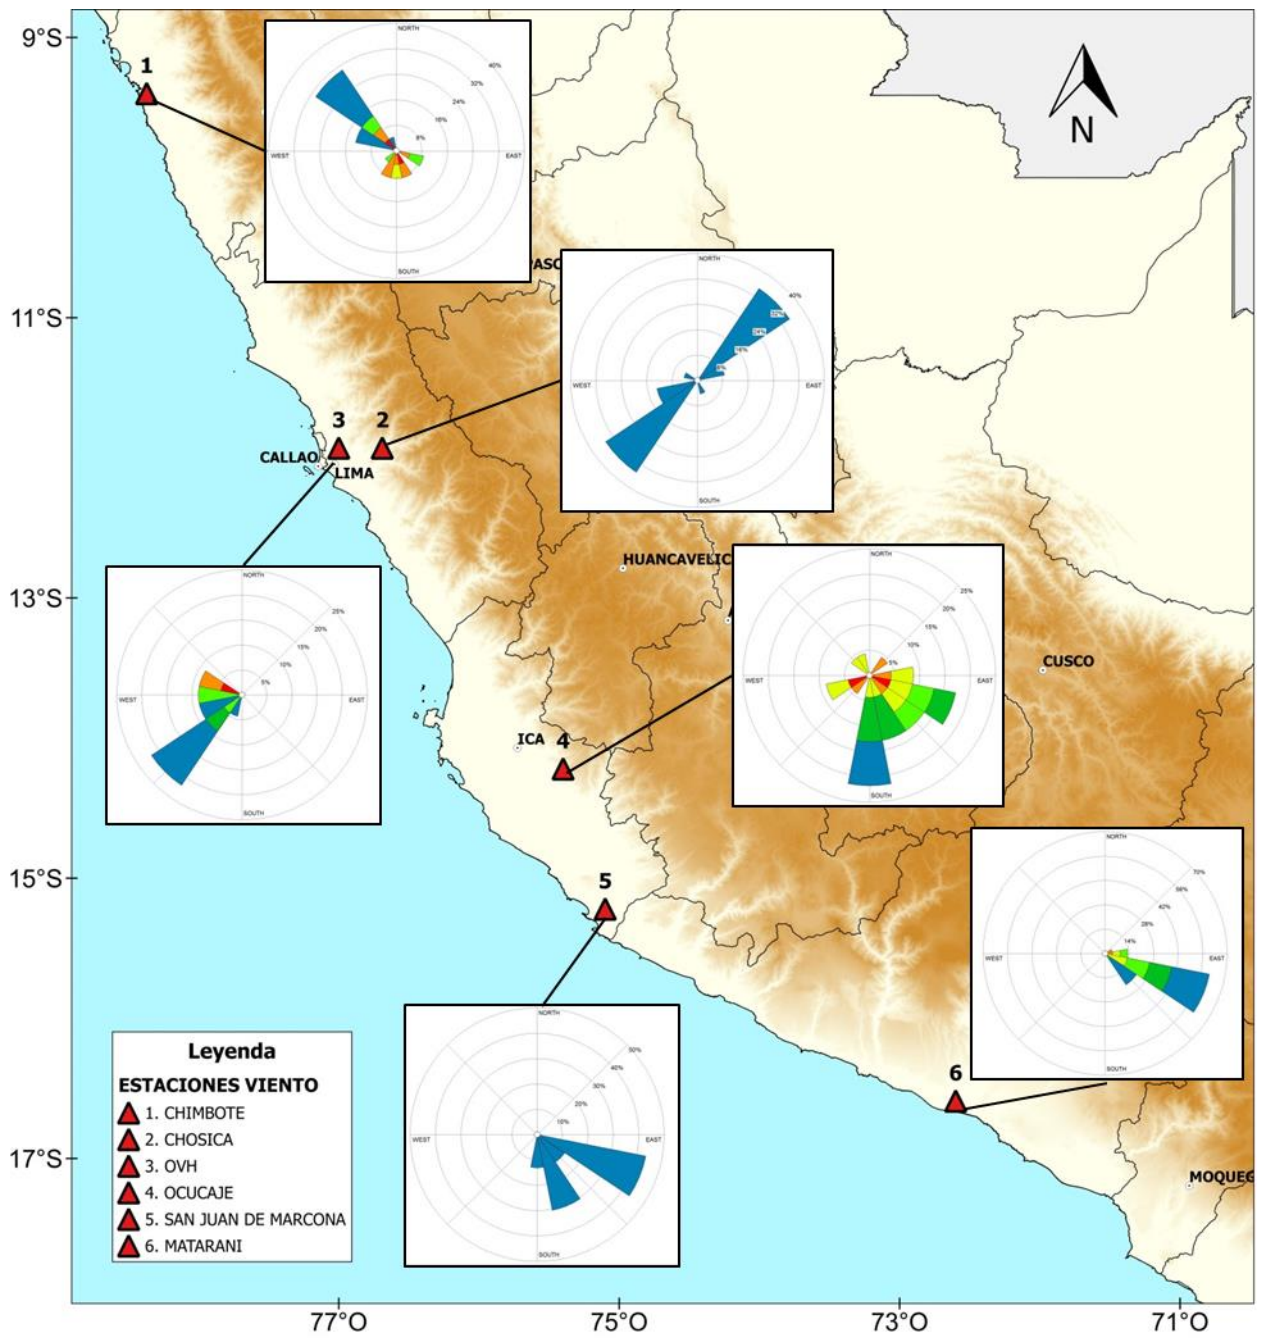 9°S
11°S
13°S
15°S
17°S
77°O
75°O
73°O
71°O
N
1
NORTH
40%
32%
24%
16%
8%
WEST
EAST
SOUTH
PASC
NORTH
40%
32%
24%
16%
8%
WEST
EAST
SOUTH
3
2
CALLAO
LIMA
NORTH
25%
20%
15%
10%
5%
WEST
EAST
SOUTH
HUANCAVELIC
NORTH
25%
20%
15%
10%
5%
WEST
EAST
SOUTH
CUSCO
ICA
4
5
NORTH
70%
56%
42%
28%
14%
WEST
EAST
SOUTH
6
NORTH
50%
40%
30%
20%
10%
WEST
EAST
SOUTH
MOQUEG
Leyenda
ESTACIONES VIENTO
1. CHIMBOTE
2. CHOSICA
3. OVH
4. OCUCAJE
5. SAN JUAN DE MARCONA
6. MATARANI